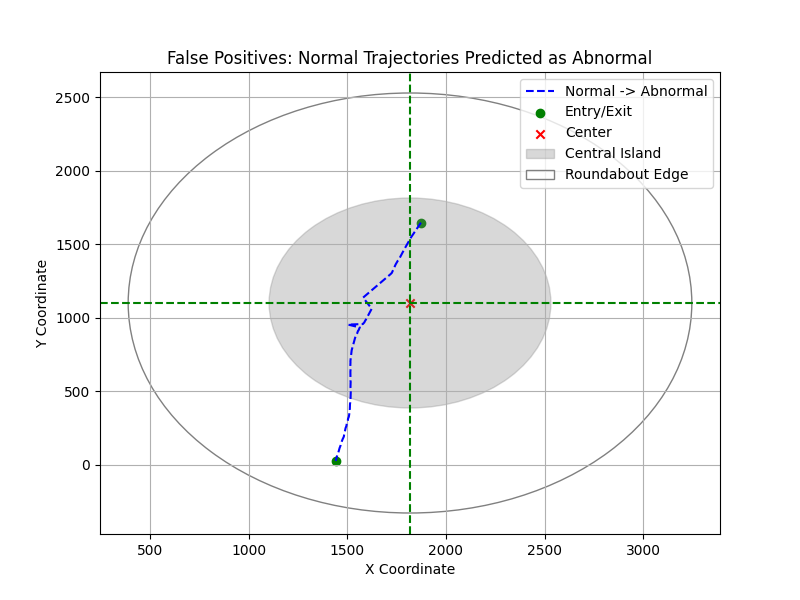 False Positives: Normal Trajectories Predicted as Abnormal
Normal -> Abnormal
Entry/Exit
Center
Central Island
Roundabout Edge
Y Coordinate
2500
2000
1500
1000
500
0
500
1000
1500
2000
2500
3000
X Coordinate